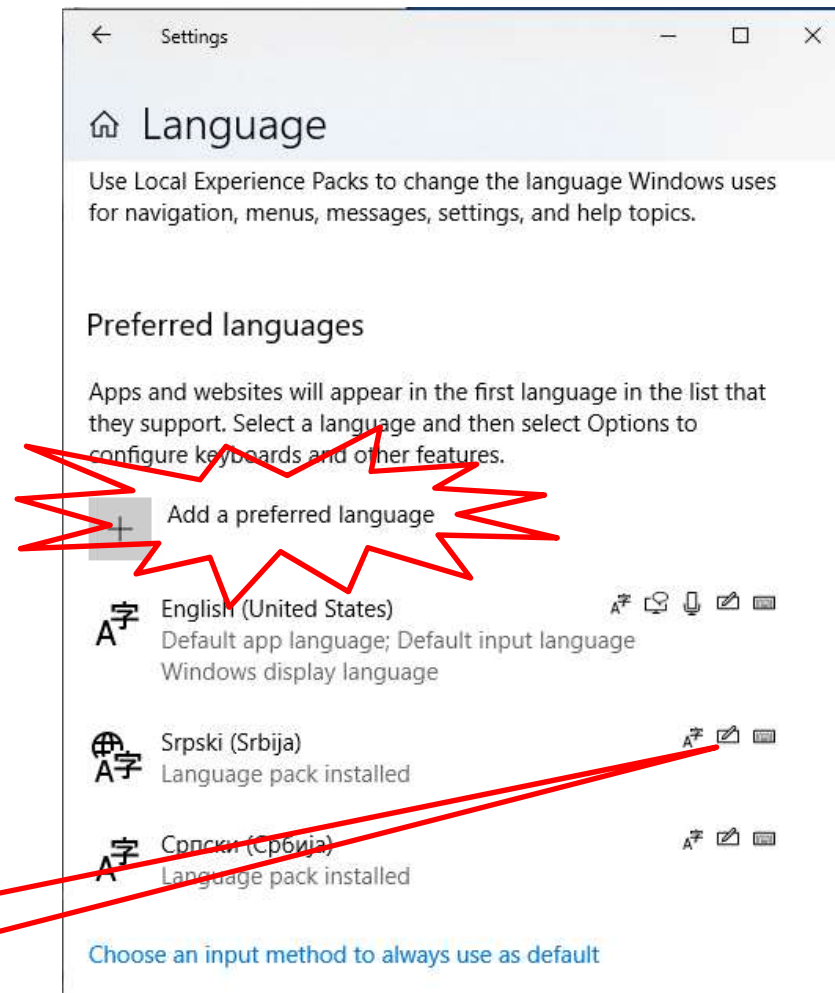 Settings
Language
Use Local Experience Packs to change the language Windows uses
for navigation, menus, messages, settings, and help topics.
Preferred languages
Apps and websites will appear in the first language in the list that
they support. Select a language and then select Options to
configure keyboards and other features.
Add a preferred language
English (United States)
Default app language; Default input language
Windows display language
Srpski (Srbija)
Language pack installed
Српски (Србија)
Language pack installed
Choose an input method to always use as default